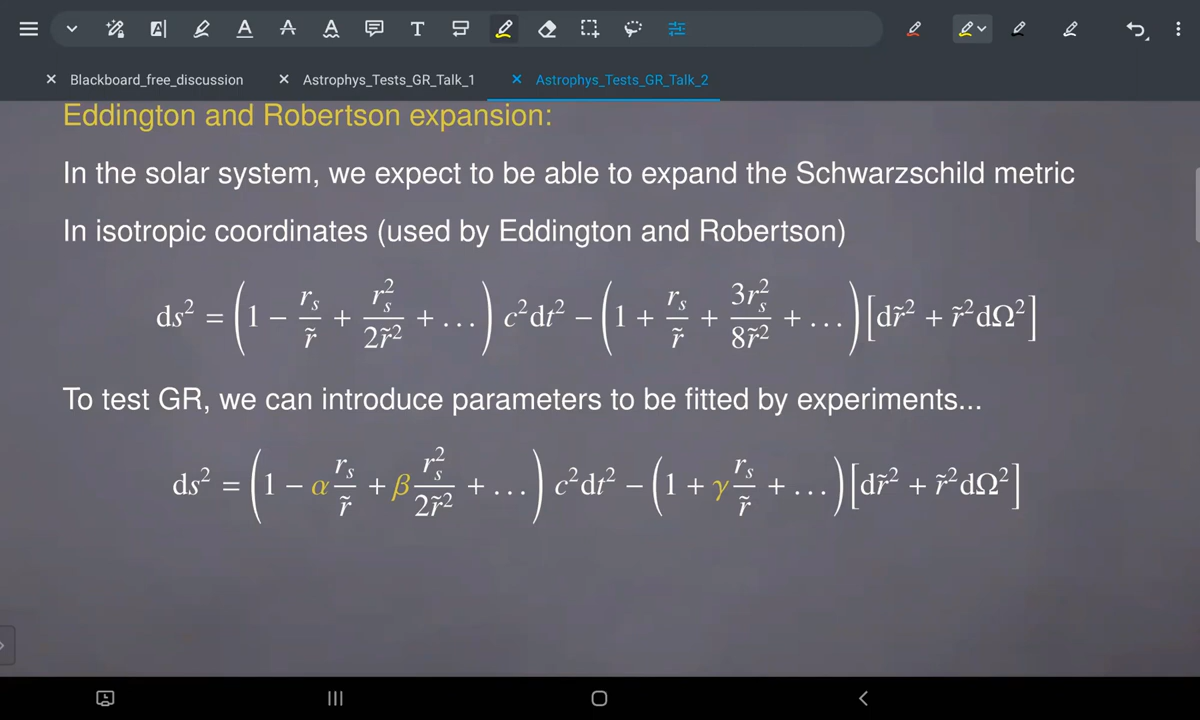 Blackboard_free_discussion
Astrophys_Tests_GR_Talk_1
Astrophys_Tests_GR_Talk_2
Eddington and Robertson expansion:
In the solar system, we expect to be able to expand the Schwarzschild metric
In isotropic coordinates (used by Eddington and Robertson)
ds² = (1 − r_s/r̃ + r_s²/2r̃² + …) c²dt² − (1 + r_s/r̃ + 3r_s²/8r̃² + …) [dr̃² + r̃²dΩ²]
To test GR, we can introduce parameters to be fitted by experiments...
ds² = (1 − α r_s/r̃ + β r_s²/2r̃² + …) c²dt² − (1 + γ r_s/r̃ + …) [dr̃² + r̃²dΩ²]